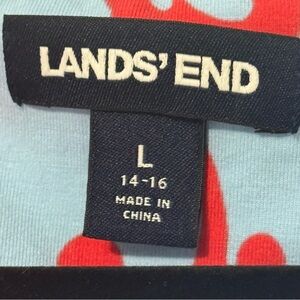 LANDS' END
L
14-16
MADE IN
CHINA